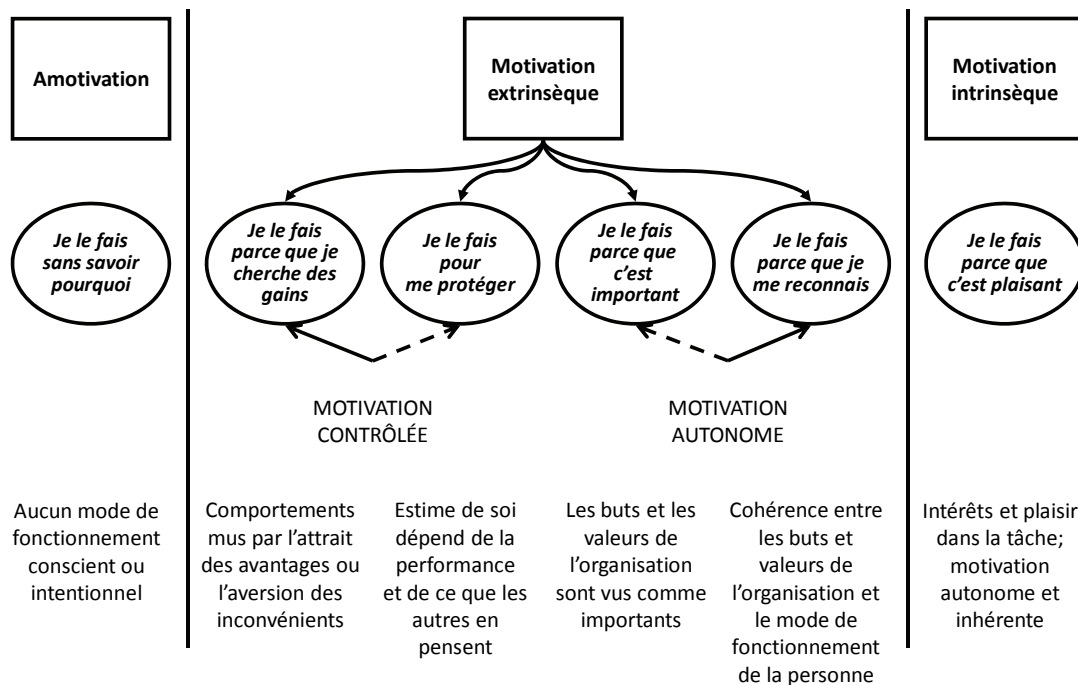 Amotivation
Motivation
extrinsèque
Motivation
intrinsèque
Je le fais
sans savoir
pourquoi
Je le fais
parce que je
cherche des
gains
Je le fais
pour
me protéger
Je le fais
parce que
c’est
important
Je le fais
parce que je
me reconnais
Je le fais
parce que
c’est plaisant
MOTIVATION
CONTRÔLÉE
MOTIVATION
AUTONOME
Aucun mode de
fonctionnement
conscient ou
intentionnel
Comportements
mus par l’attrait
des avantages ou
l’aversion des
inconvénients
Estime de soi
dépend de la
performance
et de ce que les
autres en
pensent
Les buts et les
valeurs de
l’organisation
sont vus comme
importants
Cohérence entre
les buts et
valeurs de
l’organisation et
le mode de
fonctionnement
de la personne
Intérêts et plaisir
dans la tâche;
motivation
autonome et
inhérente